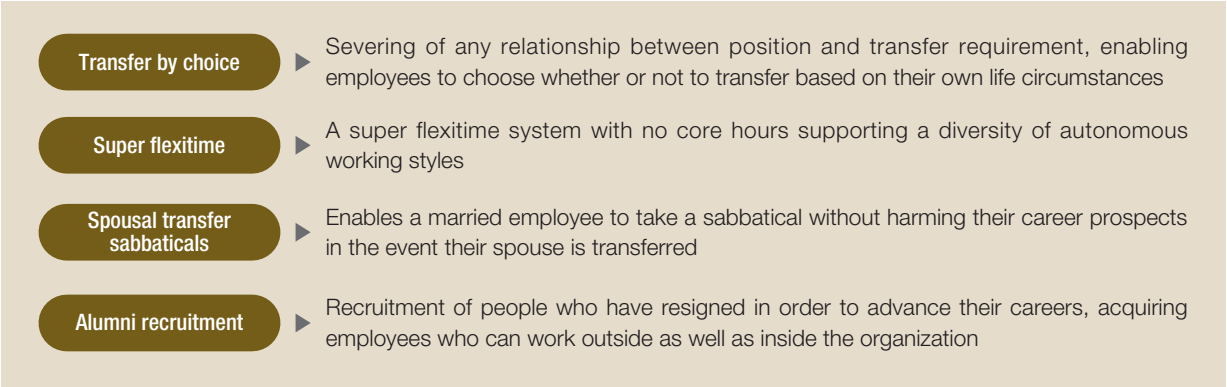 Transfer by choice
Severing of any relationship between position and transfer requirement, enabling
employees to choose whether or not to transfer based on their own life circumstances
Super flexitime
A super flexitime system with no core hours supporting a diversity of autonomous
working styles
Spousal transfer
sabbaticals
Enables a married employee to take a sabbatical without harming their career prospects
in the event their spouse is transferred
Alumni recruitment
Recruitment of people who have resigned in order to advance their careers, acquiring
employees who can work outside as well as inside the organization